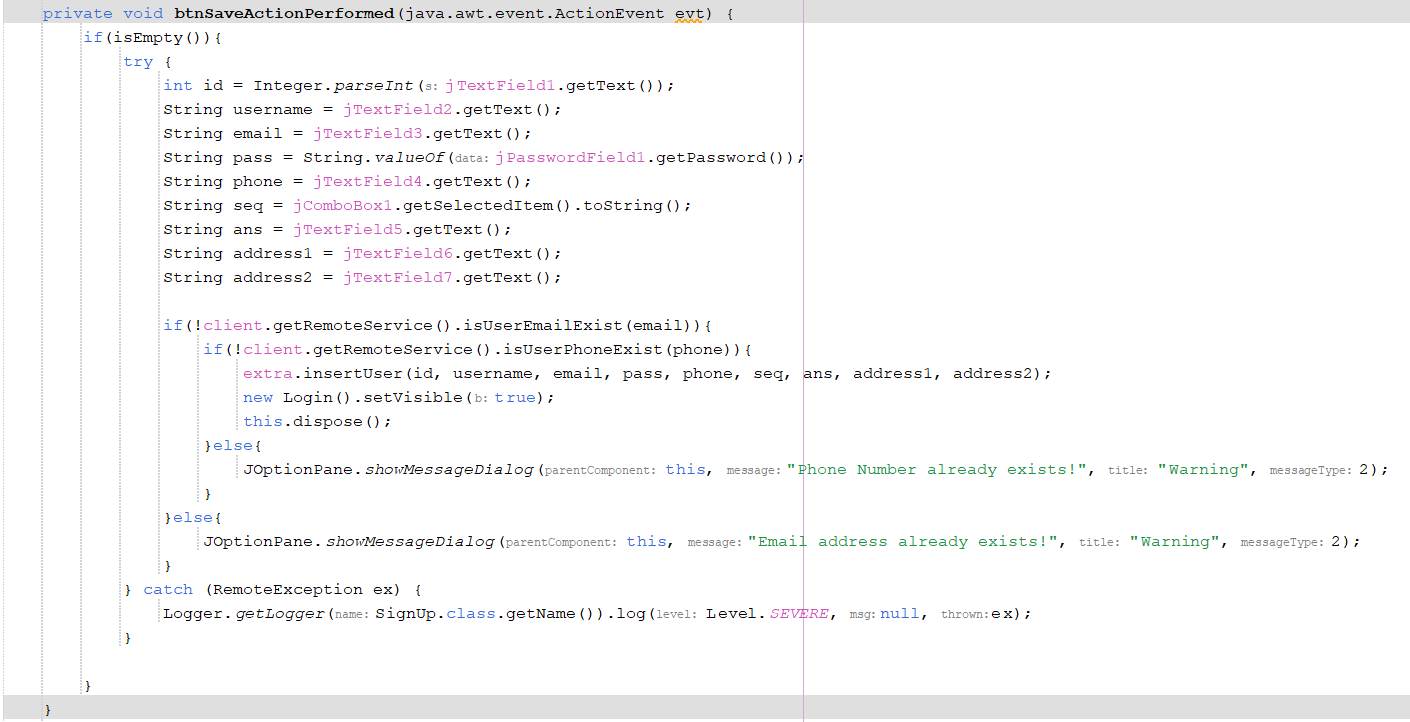 private void btnSaveActionPerformed(java.awt.event.ActionEvent evt) {
if(isEmpty()){
try {
int id = Integer.parseInt(s: jTextField1.getText());
String username = jTextField2.getText();
String email = jTextField3.getText();
String pass = String.valueOf(data: jPasswordField1.getPassword());
String phone = jTextField4.getText();
String seq = jComboBox1.getSelectedItem().toString();
String ans = jTextField5.getText();
String address1 = jTextField6.getText();
String address2 = jTextField7.getText();
if(!client.getRemoteService().isUserEmailExist(email)){
if(!client.getRemoteService().isUserPhoneExist(phone)){
extra.insertUser(id, username, email, pass, phone, seq, ans, address1, address2);
new Login().setVisible(b: true);
this.dispose();
}else{
JOptionPane.showMessageDialog(parentComponent: this, message: "Phone Number already exists!", title: "Warning", messageType: 2);
}
}else{
JOptionPane.showMessageDialog(parentComponent: this, message: "Email address already exists!", title: "Warning", messageType: 2);
}
} catch (RemoteException ex) {
Logger.getLogger(name: SignUp.class.getName()).log(level: Level.SEVERE, msg: null, thrown: ex);
}
}
}